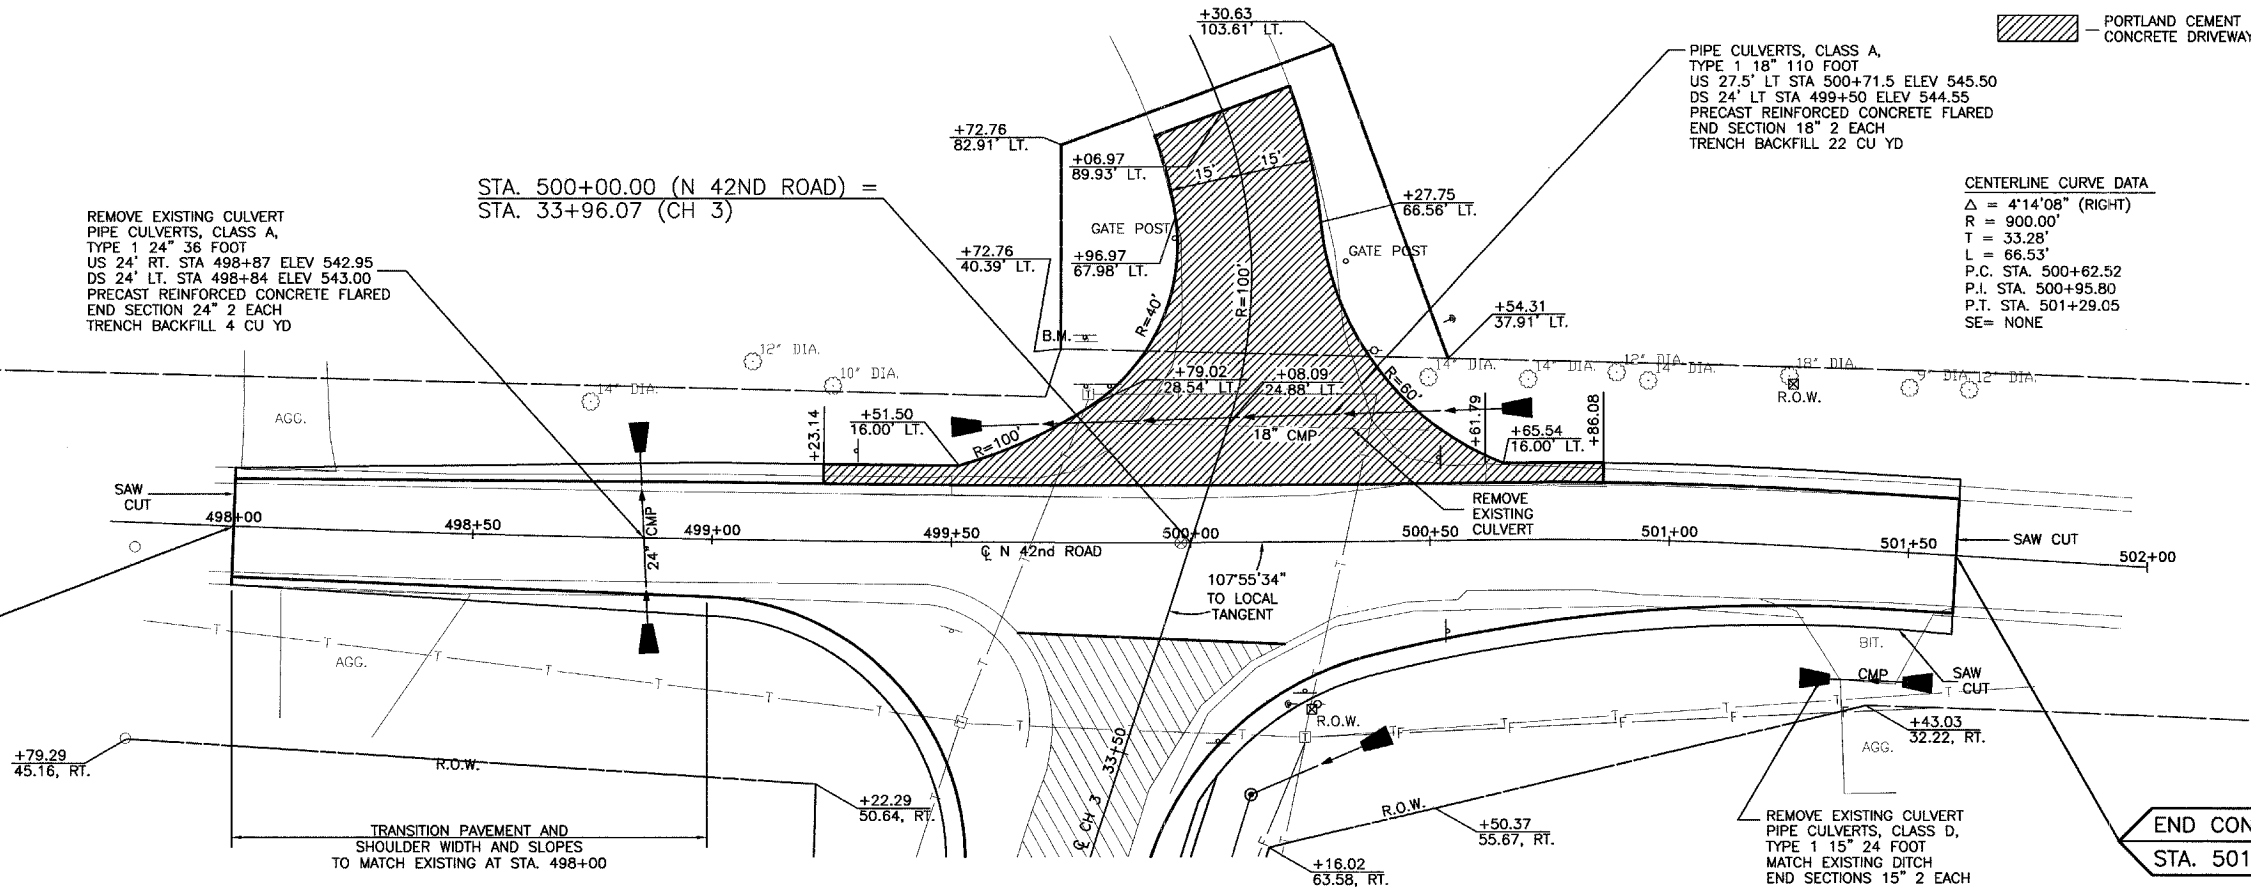 +30.63
103.61' LT.
PORTLAND CEMENT
CONCRETE DRIVEWAY
PIPE CULVERTS, CLASS A,
TYPE 1 18" 110 FOOT
US 27.5' LT STA 500+71.5 ELEV 545.50
DS 24' LT STA 499+50 ELEV 544.55
PRECAST REINFORCED CONCRETE FLARED
END SECTION 18" 2 EACH
TRENCH BACKFILL 22 CU YD
+72.76
82.91' LT.
+06.97
89.93' LT.
15'
15'
STA. 500+00.00 (N 42ND ROAD) =
STA. 33+96.07 (CH 3)
+27.75
66.56' LT.
CENTERLINE CURVE DATA
Δ = 4°14'08" (RIGHT)
R = 900.00'
T = 33.28'
L = 66.53'
P.C. STA. 500+62.52
P.I. STA. 500+95.80
P.T. STA. 501+29.05
SE= NONE
REMOVE EXISTING CULVERT
PIPE CULVERTS, CLASS A,
TYPE 1 24" 36 FOOT
US 24' RT. STA 498+87 ELEV 542.95
DS 24' LT. STA 498+84 ELEV 543.00
PRECAST REINFORCED CONCRETE FLARED
END SECTION 24" 2 EACH
TRENCH BACKFILL 4 CU YD
GATE POST
GATE POST
+72.76
40.39' LT.
+96.97
67.98' LT.
R=100'
R=40'
+54.31
37.91' LT.
B.M.
12" DIA.
10" DIA.
14" DIA.
14" DIA.
14" DIA.
12" DIA.
14" DIA.
18" DIA.
9" DIA.
12" DIA.
R.O.W.
+79.02
28.54' LT.
+08.09
24.88' LT.
R=60'
AGG.
+23.14
+51.50
16.00' LT.
R=100'
T
18" CMP
+61.79
+65.54
16.00' LT.
+86.08
SAW
CUT
498+00
498+50
24" CMP
499+00
499+50
500+00
500+50
501+00
501+50
502+00
REMOVE
EXISTING
CULVERT
℄ N 42nd ROAD
SAW CUT
107°55'34"
TO LOCAL
TANGENT
AGG.
T T T T T T T T T
BIT.
CMP
SAW
CUT
R.O.W.
T T T T T T
F F F F F
+43.03
32.22, RT.
AGG.
+79.29
45.16, RT.
R.O.W.
33+50
℄ CH 3
+22.29
50.64, RT.
R.O.W.
+50.37
55.67, RT.
+16.02
63.58, RT.
TRANSITION PAVEMENT AND
SHOULDER WIDTH AND SLOPES
TO MATCH EXISTING AT STA. 498+00
REMOVE EXISTING CULVERT
PIPE CULVERTS, CLASS D,
TYPE 1 15" 24 FOOT
MATCH EXISTING DITCH
END SECTIONS 15" 2 EACH
END CON
STA. 501